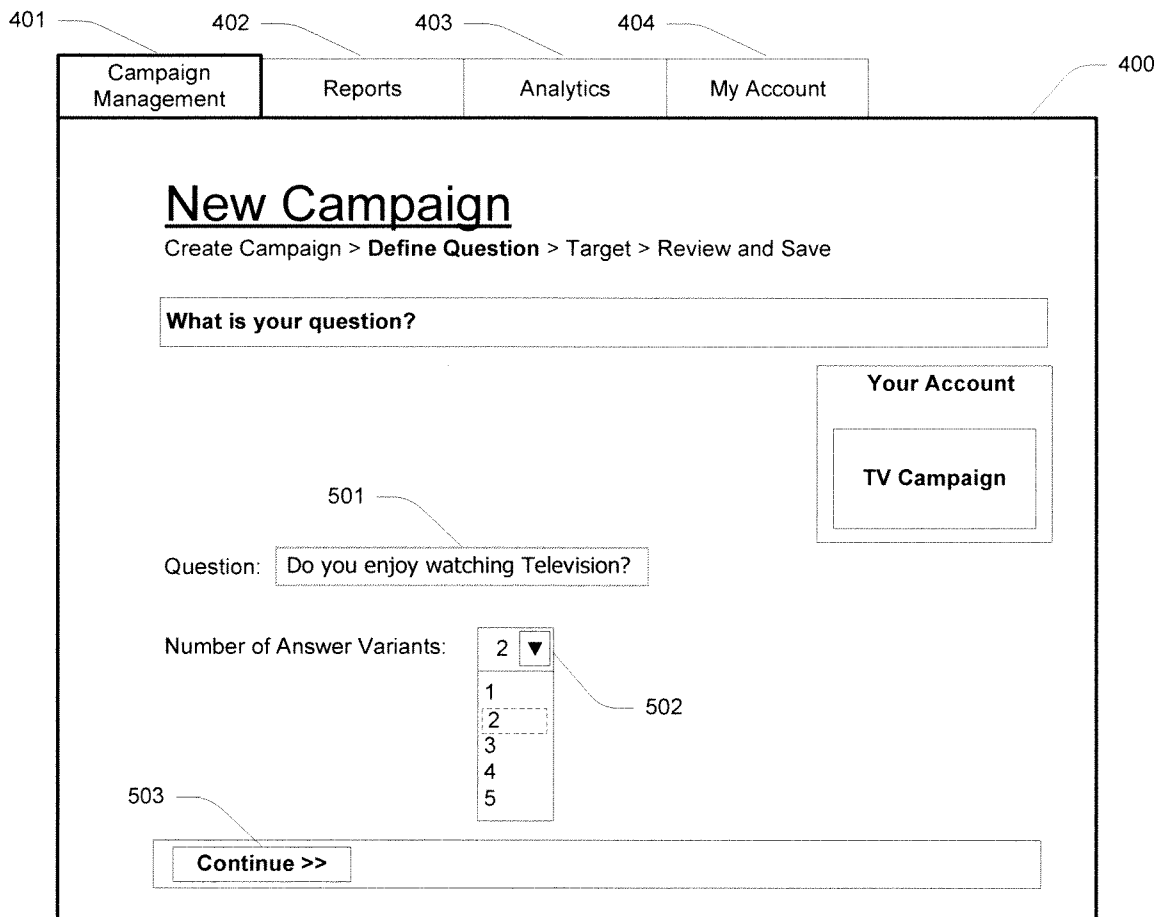 401
402
403
404
400
Campaign
Management
Reports
Analytics
My Account
New Campaign
Create Campaign > Define Question > Target > Review and Save
What is your question?
Your Account
TV Campaign
501
Question:
Do you enjoy watching Television?
Number of Answer Variants:
2 ▼
1
2
3
4
5
502
503
Continue >>